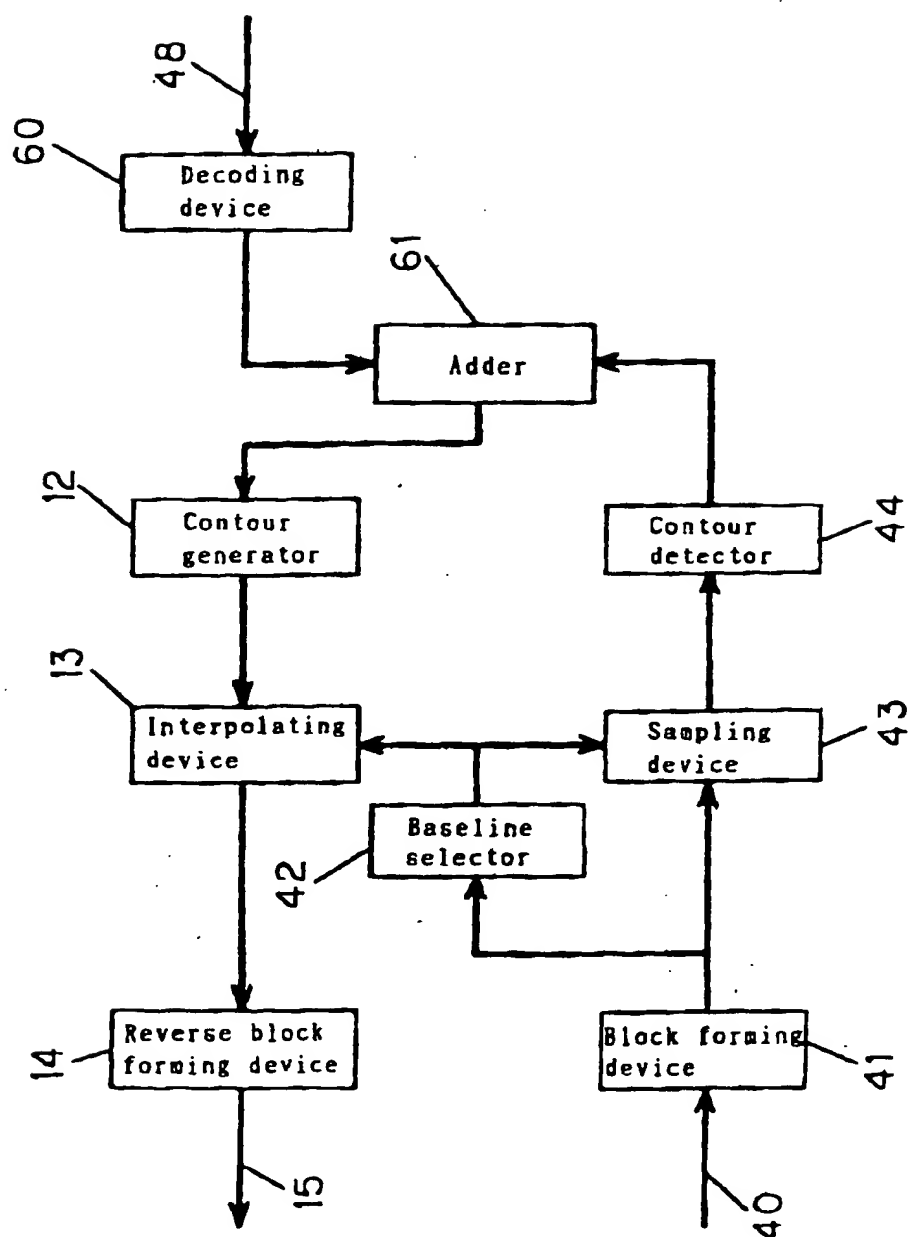 48
60
Decoding
device
61
Adder
12
Contour
generator
Contour
detector
44
13
Interpolating
device
Sampling
device
43
Baseline
selector
42
Reverse block
forming device
14
Block forming
device
41
15
40